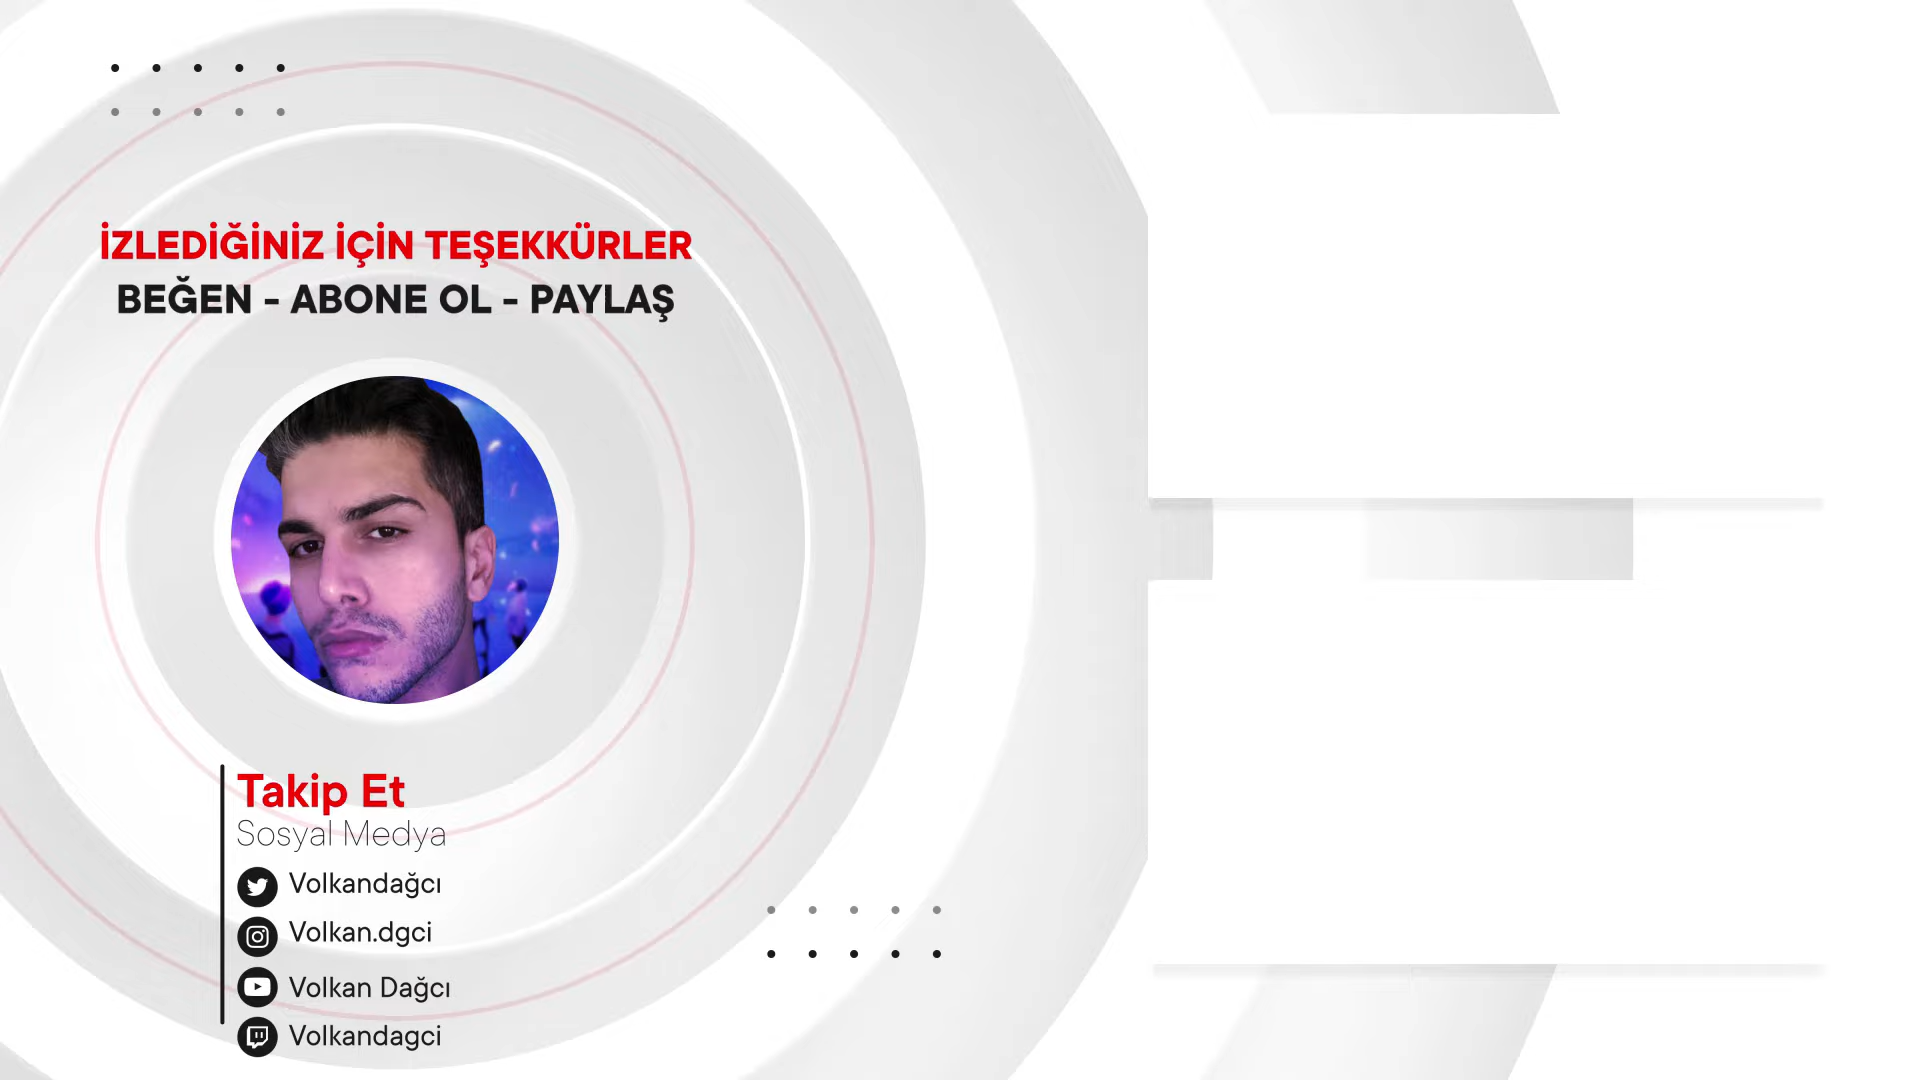 İZLEDİĞİNİZ İÇİN TEŞEKKÜRLER
BEĞEN - ABONE OL - PAYLAŞ
Takip Et
Sosyal Medya
Volkandağcı
Volkan.dgci
Volkan Dağcı
Volkandagci